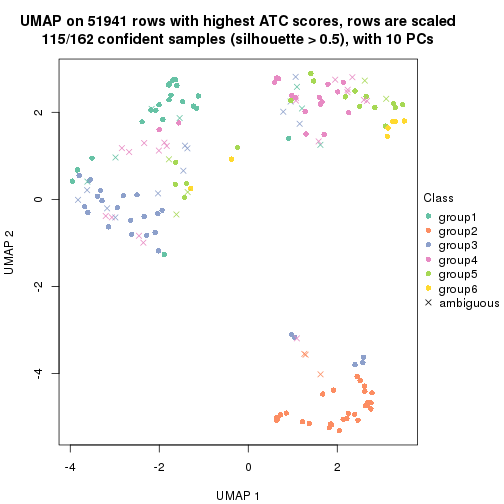 UMAP on 51941 rows with highest ATC scores, rows are scaled
115/162 confident samples (silhouette > 0.5), with 10 PCs
Class
group1
group2
group3
group4
group5
group6
ambiguous
2
0
-2
-4
UMAP 2
-4
-2
0
2
UMAP 1